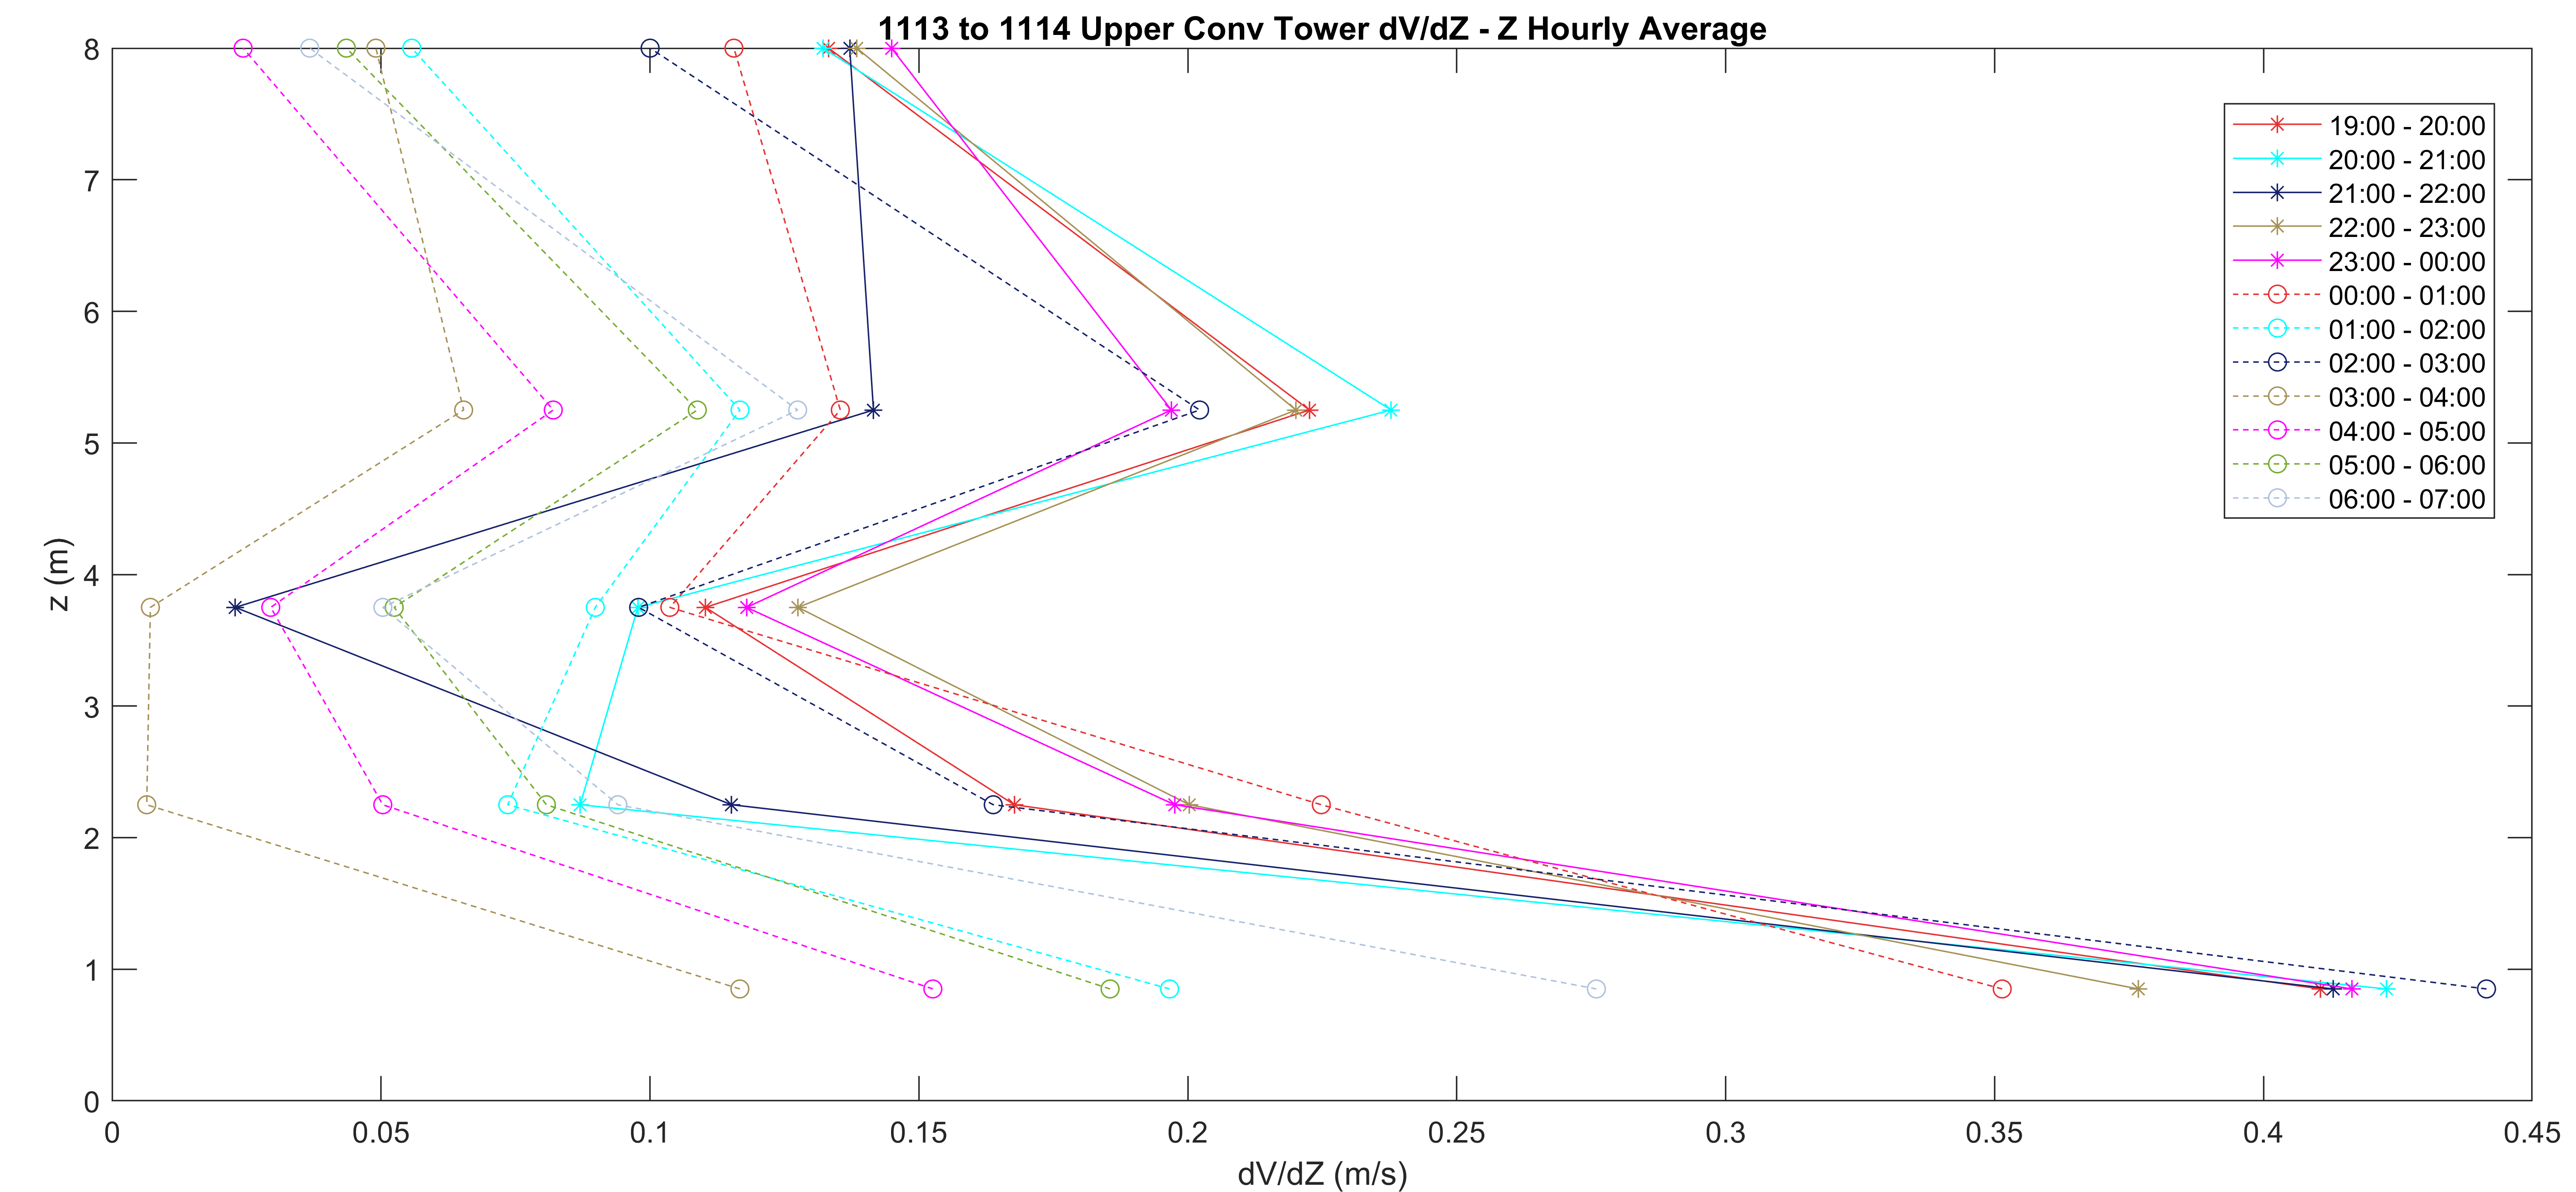 1113 to 1114 Upper Conv Tower dV/dZ - Z Hourly Average
8
7
6
5
4
3
2
1
0
z (m)
19:00 - 20:00
20:00 - 21:00
21:00 - 22:00
22:00 - 23:00
23:00 - 00:00
00:00 - 01:00
01:00 - 02:00
02:00 - 03:00
03:00 - 04:00
04:00 - 05:00
05:00 - 06:00
06:00 - 07:00
0 0.05 0.1 0.15 0.2 0.25 0.3 0.35 0.4 0.45
dV/dZ (m/s)